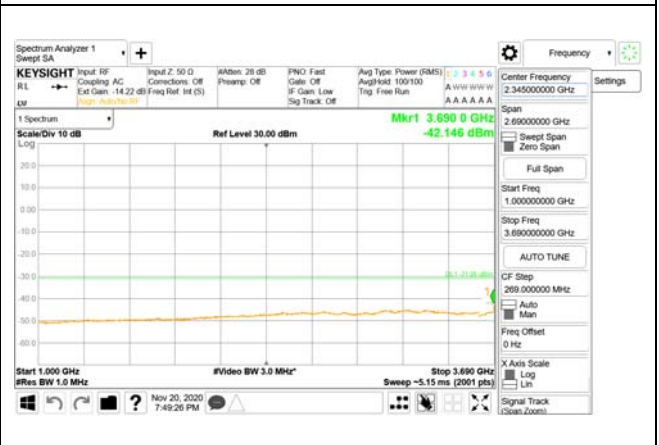 Spectrum Analyzer 1
Swept SA
Frequency
KEYSIGHT
RL
Input: RF
Coupling: AC
Ext Gain: -14.22 dB
Align: Auto/No RF
Input Z: 50 Ω
Corrections: Off
Freq Ref: Int (S)
#Atten: 28 dB
Preamp: Off
PNO: Fast
Gate: Off
IF Gain: Low
Sig Track: Off
Avg Type: Power (RMS)
Avg|Hold: 100/100
Trig: Free Run
1 2 3 4 5 6
A W W W W W
A A A A A A
Center Frequency
2.345000000 GHz
Settings
1 Spectrum
Scale/Div 10 dB
Ref Level 30.00 dBm
Mkr1 3.690 0 GHz
-42.146 dBm
Span
2.69000000 GHz
Swept Span
Zero Span
Full Span
Start Freq
1.000000000 GHz
Stop Freq
3.690000000 GHz
AUTO TUNE
CF Step
269.000000 MHz
Auto
Man
Freq Offset
0 Hz
X Axis Scale
Log
Lin
Signal Track
(Span Zoom)
Log
20.0
10.0
0.00
-10.0
-20.0
-30.0
-40.0
-50.0
-60.0
1
Start 1.000 GHz
#Video BW 3.0 MHz*
Stop 3.690 GHz
#Res BW 1.0 MHz
Sweep ~5.15 ms (2001 pts)
?
Nov 20, 2020
7:49:26 PM